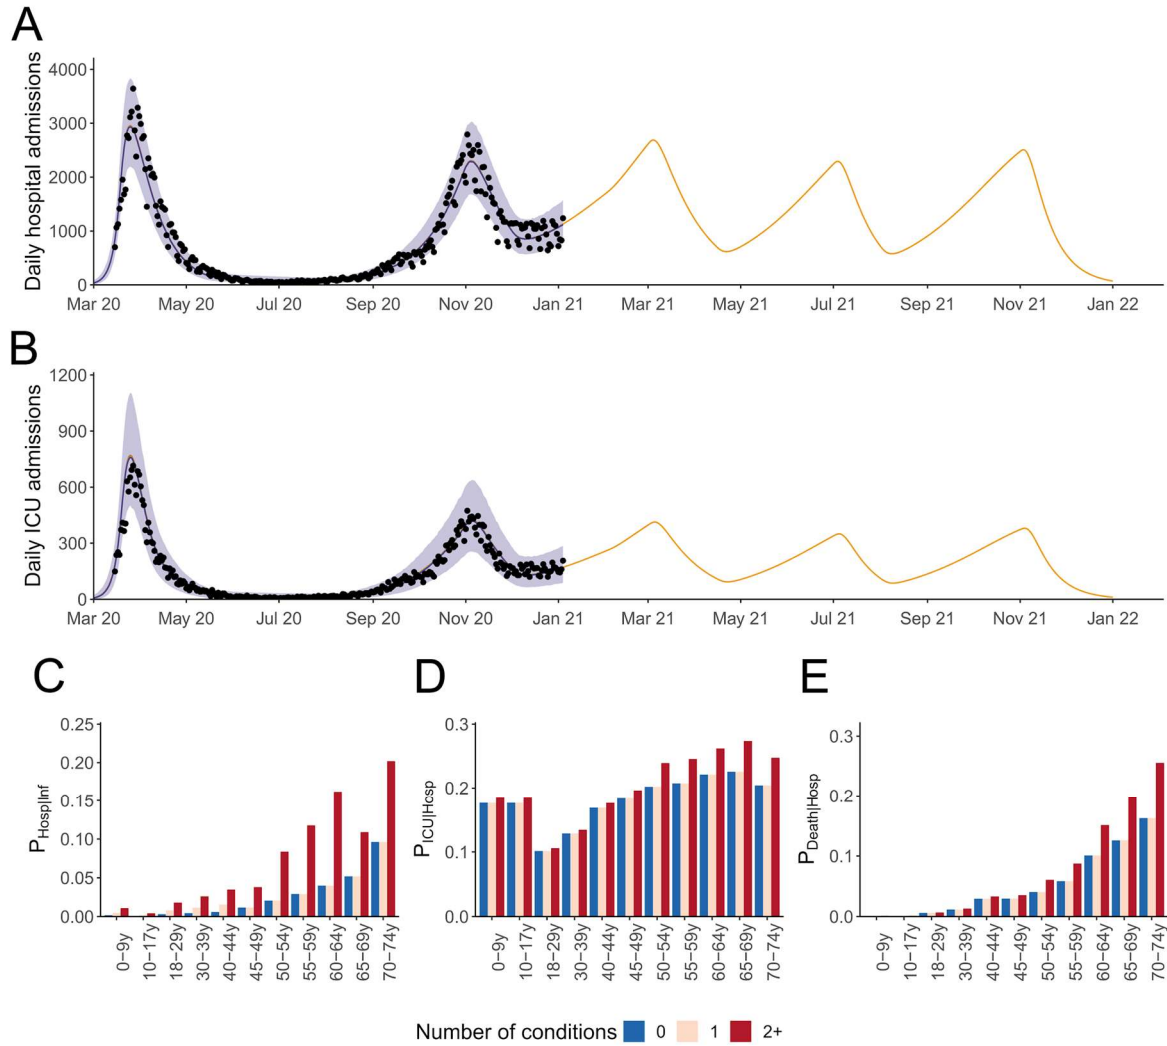 A
Daily hospital admissions
4000
3000
2000
1000
0
Mar 20 May 20 Jul 20 Sep 20 Nov 20 Jan 21 Mar 21 May 21 Jul 21 Sep 21 Nov 21 Jan 22
B
Daily ICU admissions
1200
900
600
300
0
Mar 20 May 20 Jul 20 Sep 20 Nov 20 Jan 21 Mar 21 May 21 Jul 21 Sep 21 Nov 21 Jan 22
C
PHosp|Inf
0.25
0.20
0.15
0.10
0.05
0.00
0−9y 10−17y 18−29y 30−39y 40−44y 45−49y 50−54y 55−59y 60−64y 65−69y 70−74y
D
PICU|Hosp
0.3
0.2
0.1
0.0
0−9y 10−17y 18−29y 30−39y 40−44y 45−49y 50−54y 55−59y 60−64y 65−69y 70−74y
E
PDeath|Hosp
0.3
0.2
0.1
0.0
0−9y 10−17y 18−29y 30−39y 40−44y 45−49y 50−54y 55−59y 60−64y 65−69y 70−74y
Number of conditions 0 1 2+